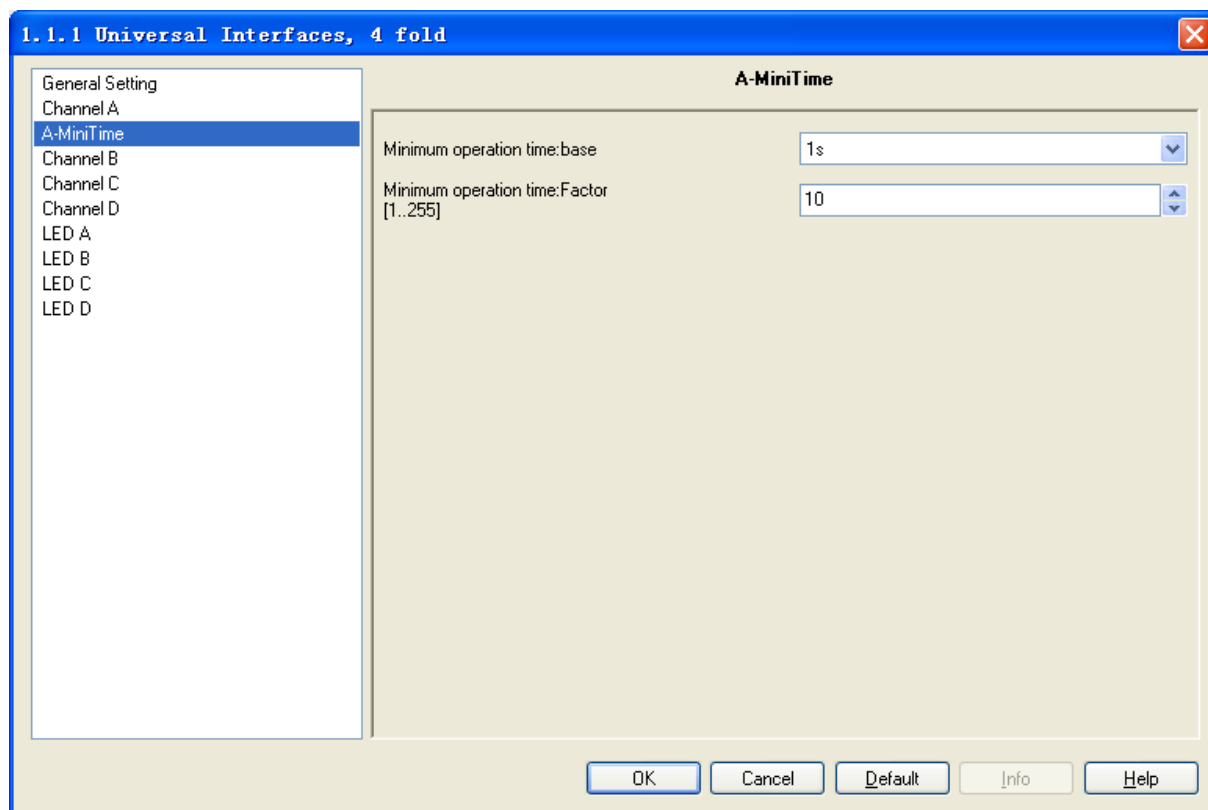 1.1.1 Universal Interfaces, 4 fold
General Setting
Channel A
A-MiniTime
Channel B
Channel C
Channel D
LED A
LED B
LED C
LED D
A-MiniTime
Minimum operation time:base
1s
Minimum operation time:Factor
[1..255]
10
OK
Cancel
Default
Info
Help